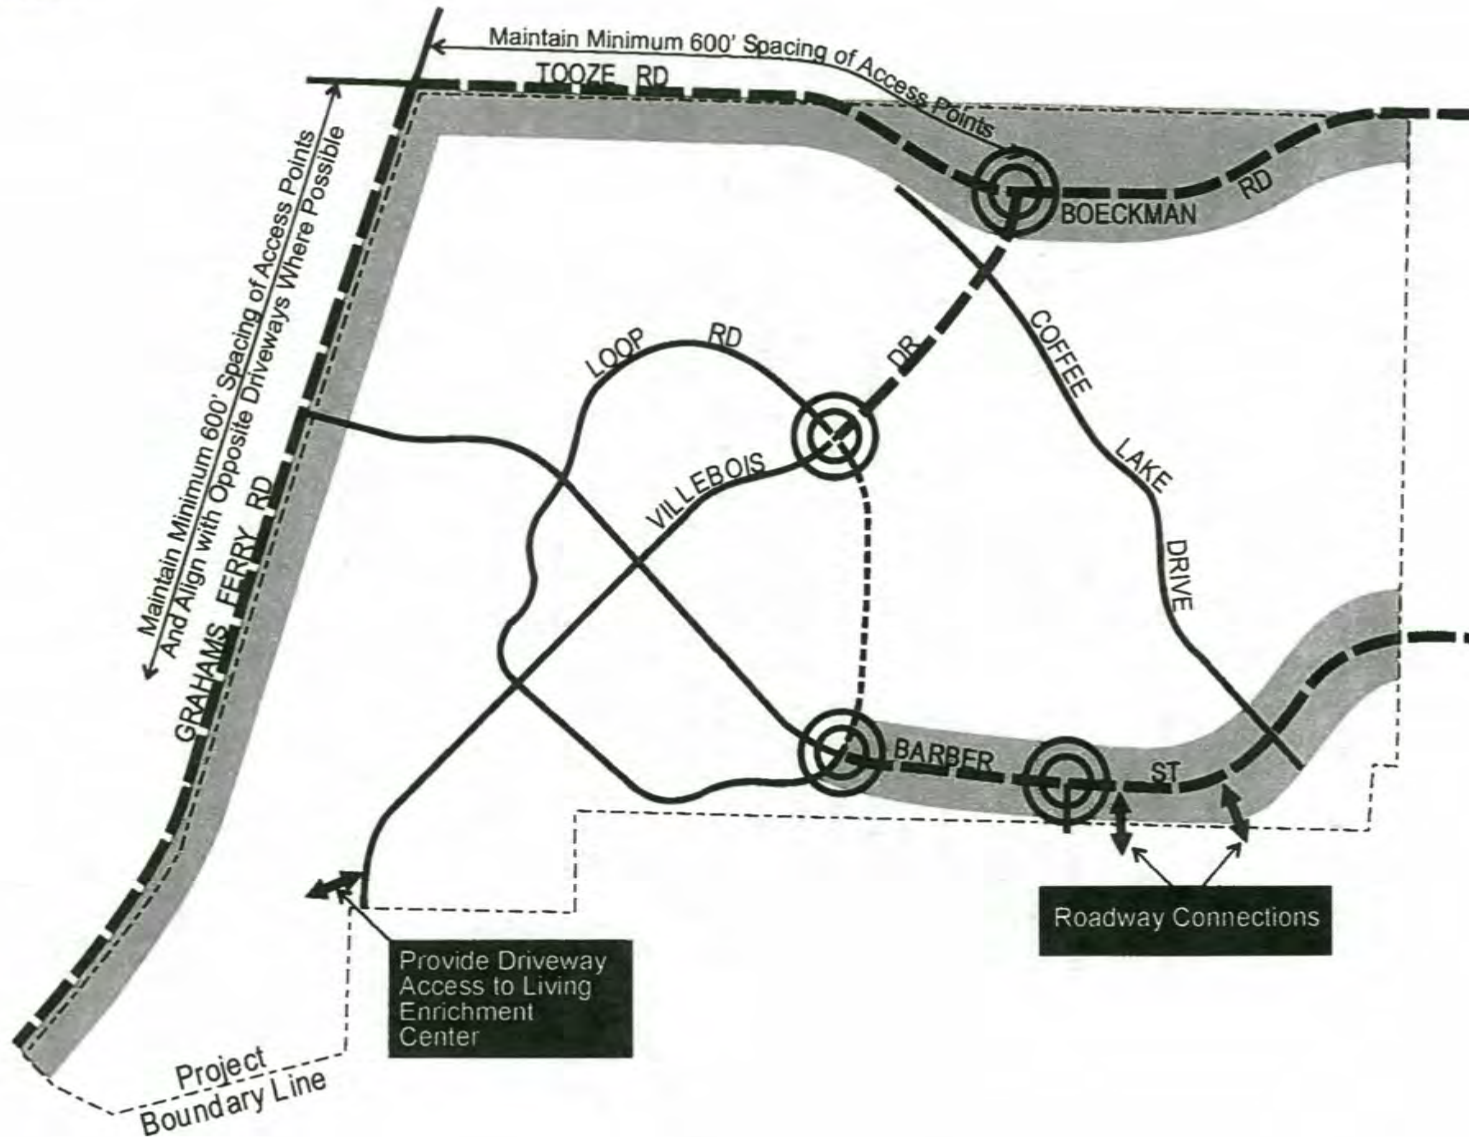 Maintain Minimum 600' Spacing of Access Points
TOOZE RD
BOECKMAN RD
Maintain Minimum 600' Spacing of Access Points
And Align with Opposite Driveways Where Possible
GRAHAMS FERRY RD
LOOP RD
VILLEBOIS DR
COFFEE LAKE DRIVE
BARBER ST
Roadway Connections
Provide Driveway
Access to Living
Enrichment
Center
Project
Boundary Line